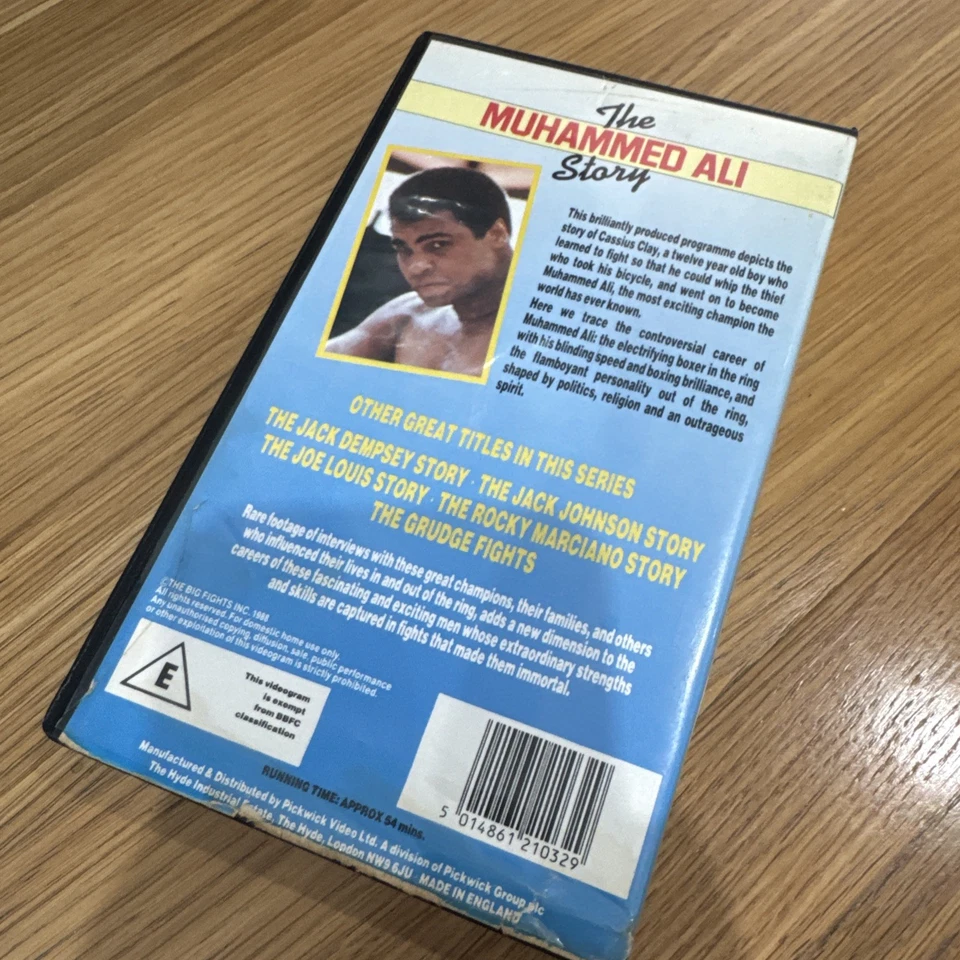 The
MUHAMMED ALI
Story
This brilliantly produced programme depicts the
story of Cassius Clay, a twelve year old boy who
learned to fight so that he could whip the thief
who took his bicycle, and went on to become
Muhammed Ali, the most exciting champion the
world has ever known.
Here we trace the controversial career of
Muhammed Ali: the electrifying boxer in the ring
with his blinding speed and boxing brilliance, and
the flamboyant personality out of the ring,
shaped by politics, religion and an outrageous
spirit.
OTHER GREAT TITLES IN THIS SERIES
THE JACK DEMPSEY STORY · THE JACK JOHNSON STORY
THE JOE LOUIS STORY · THE ROCKY MARCIANO STORY
THE GRUDGE FIGHTS
Rare footage of interviews with these great champions, their families, and others
who influenced their lives in and out of the ring, adds a new dimension to the
careers of these fascinating and exciting men whose extraordinary strengths
and skills are captured in fights that made them immortal.
© THE BIG FIGHTS INC. 1988
All rights reserved. For domestic home use only.
Any unauthorised copying, diffusion, sale, public performance
or other exploitation of this videogram is strictly prohibited.
E
This videogram
is exempt
from BBFC
classification
RUNNING TIME: APPROX 54 mins.
Manufactured & Distributed by Pickwick Video Ltd. A division of Pickwick Group plc
The Hyde Industrial Estate, The Hyde, London NW9 6JU MADE IN ENGLAND
5 014861 210329